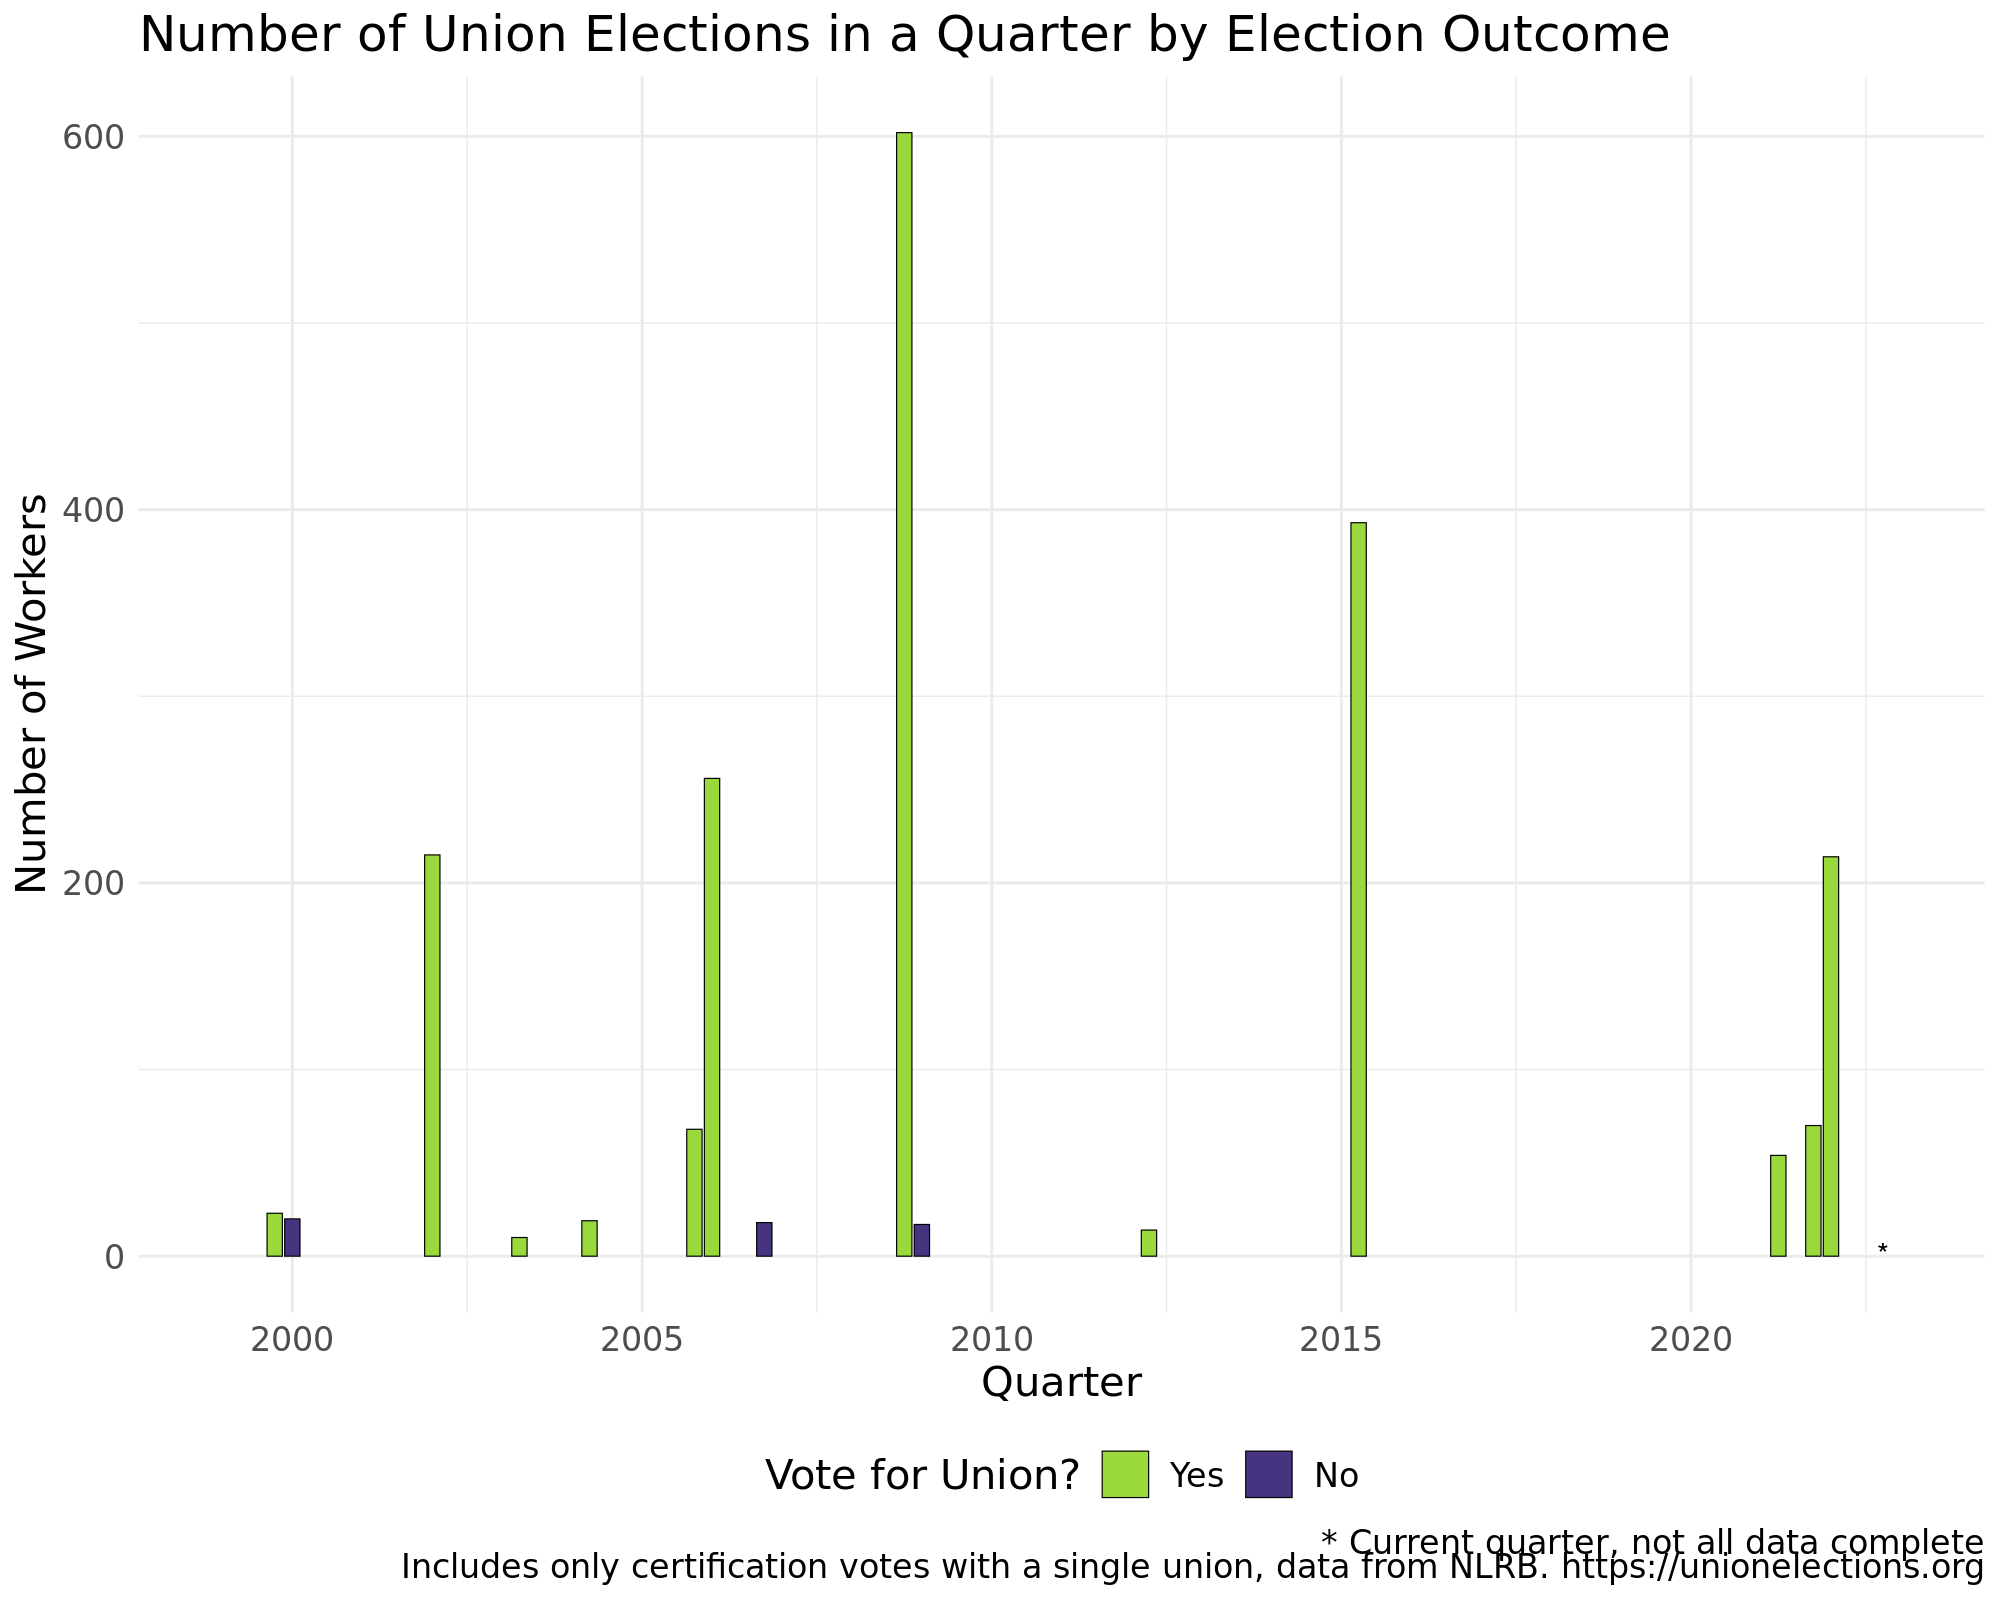 Number of Union Elections in a Quarter by Election Outcome
Number of Workers
600
400
200
0
*
2000 2005 2010 2015 2020
Quarter
Vote for Union? Yes No
* Current quarter, not all data complete
Includes only certification votes with a single union, data from NLRB. https://unionelections.org